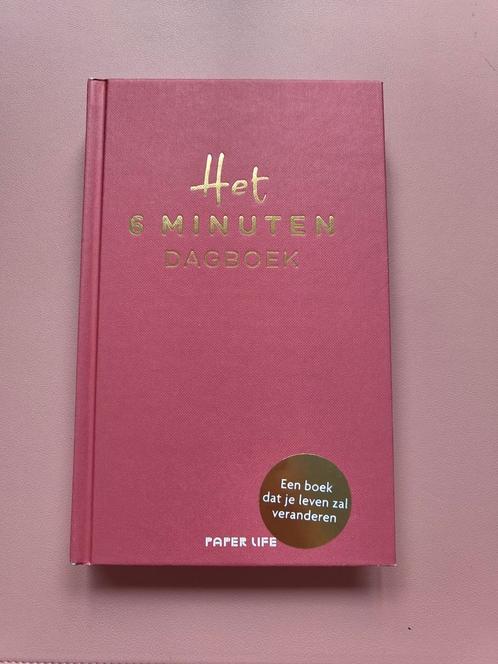 Het
6 MINUTEN
DAGBOEK
Een boek
dat je leven zal
veranderen
PAPER LIFE